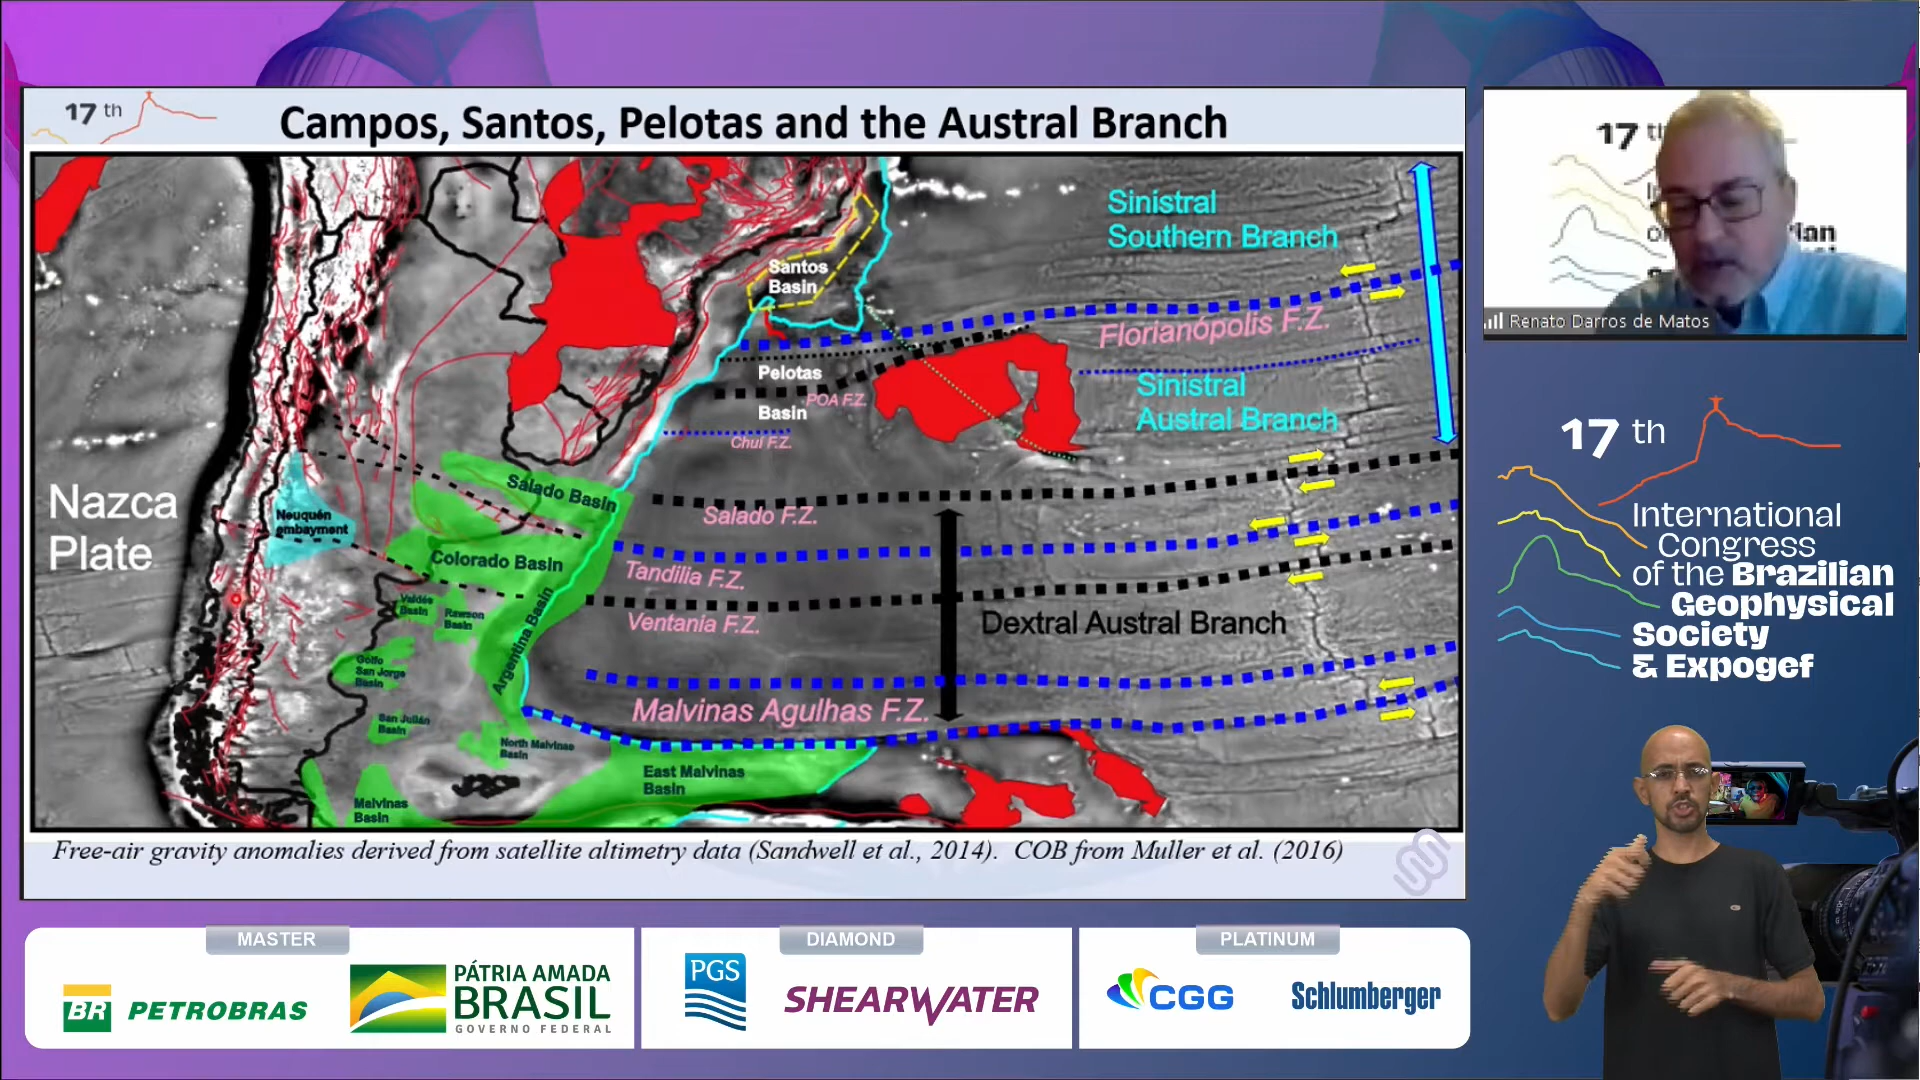 17 th
Campos, Santos, Pelotas and the Austral Branch
Sinistral
Southern Branch
Santos
Basin
Florianópolis F.Z.
Pelotas
POA F.Z.
Basin
Chui F.Z.
Sinistral
Austral Branch
Nazca
Plate
Neuquén
embayment
Salado Basin
Salado F.Z.
Colorado Basin
Tandilia F.Z.
Valdés
Basin
Rawson
Basin
Argentina Basin
Ventania F.Z.
Dextral Austral Branch
Golfo
San Jorge
Basin
San Julián
Basin
Malvinas Agulhas F.Z.
North Malvinas
Basin
East Malvinas
Basin
Malvinas
Basin
Free-air gravity anomalies derived from satellite altimetry data (Sandwell et al., 2014). COB from Muller et al. (2016)
17
Renato Darros de Matos
17 th
International
Congress
of the Brazilian
Geophysical
Society
& Expogef
MASTER
BR PETROBRAS
PÁTRIA AMADA
BRASIL
GOVERNO FEDERAL
DIAMOND
PGS
SHEARWATER
PLATINUM
CGG
Schlumberger